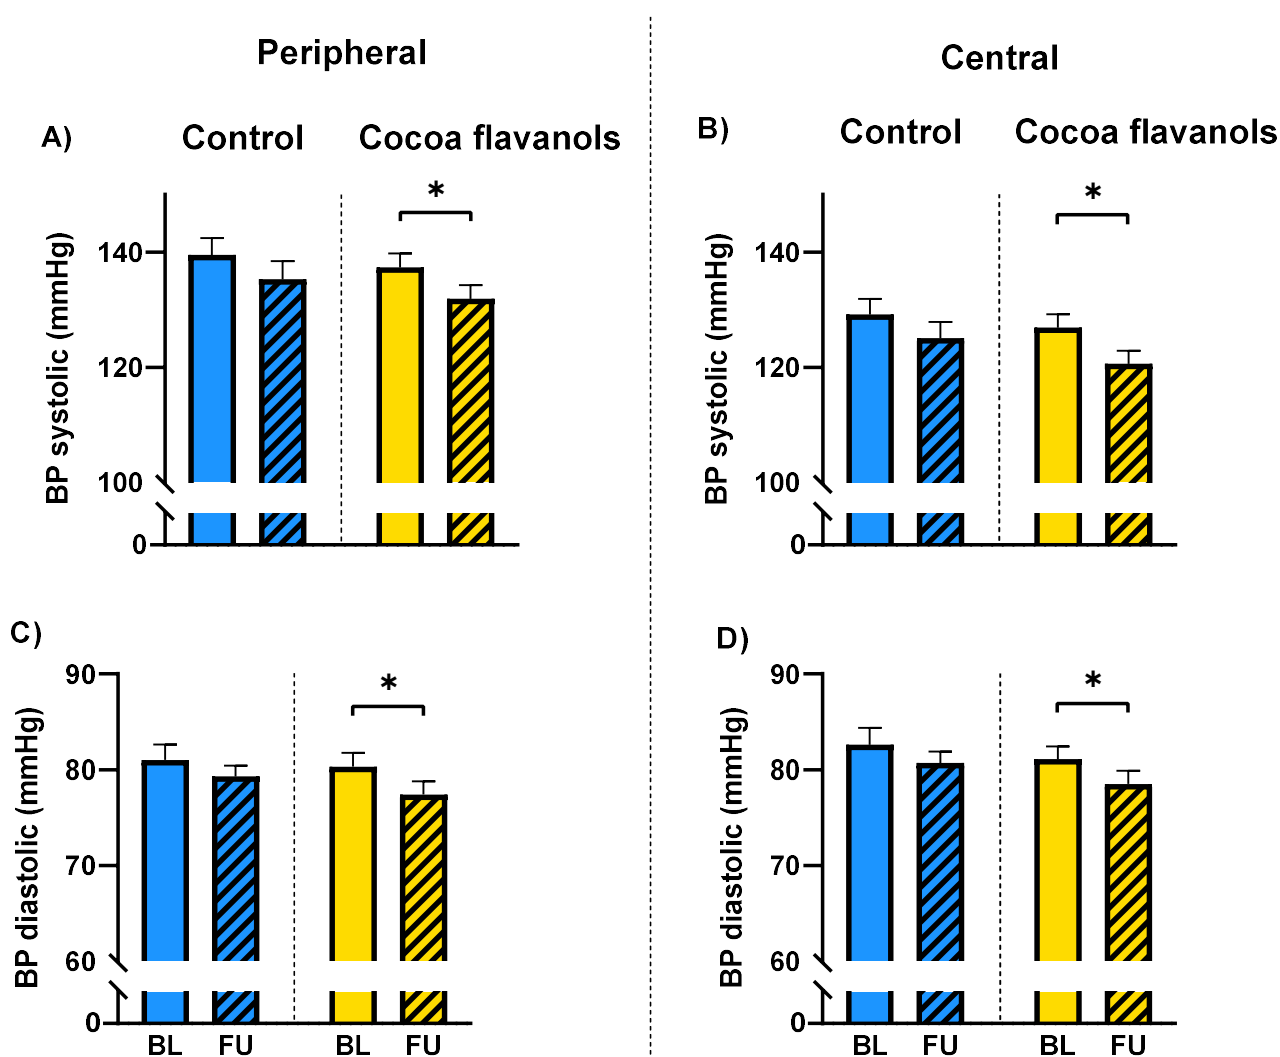 Peripheral
Central
A)
Control
Cocoa flavanols
B)
Control
Cocoa flavanols
*
*
BP systolic (mmHg)
140
120
100
0
BP systolic (mmHg)
140
120
100
0
C)
D)
*
*
BP diastolic (mmHg)
90
80
70
60
0
BL FU BL FU
BP diastolic (mmHg)
90
80
70
60
0
BL FU BL FU